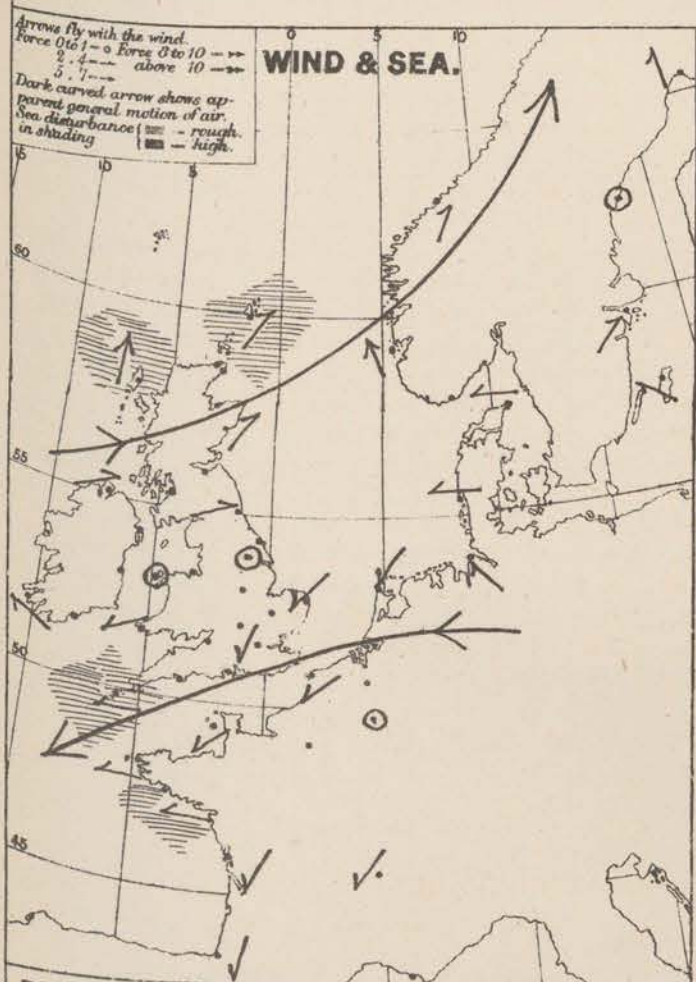 Arrows fly with the wind.
Force 0 to 1 – o Force 8 to 10 –
2 . 4 – above 10 –
5 . 7 –
Dark curved arrow shows ap-
parent general motion of air.
Sea disturbance – rough.
in shading – high.
WIND & SEA.
0 5 10
15 10 5
60
55
50
45